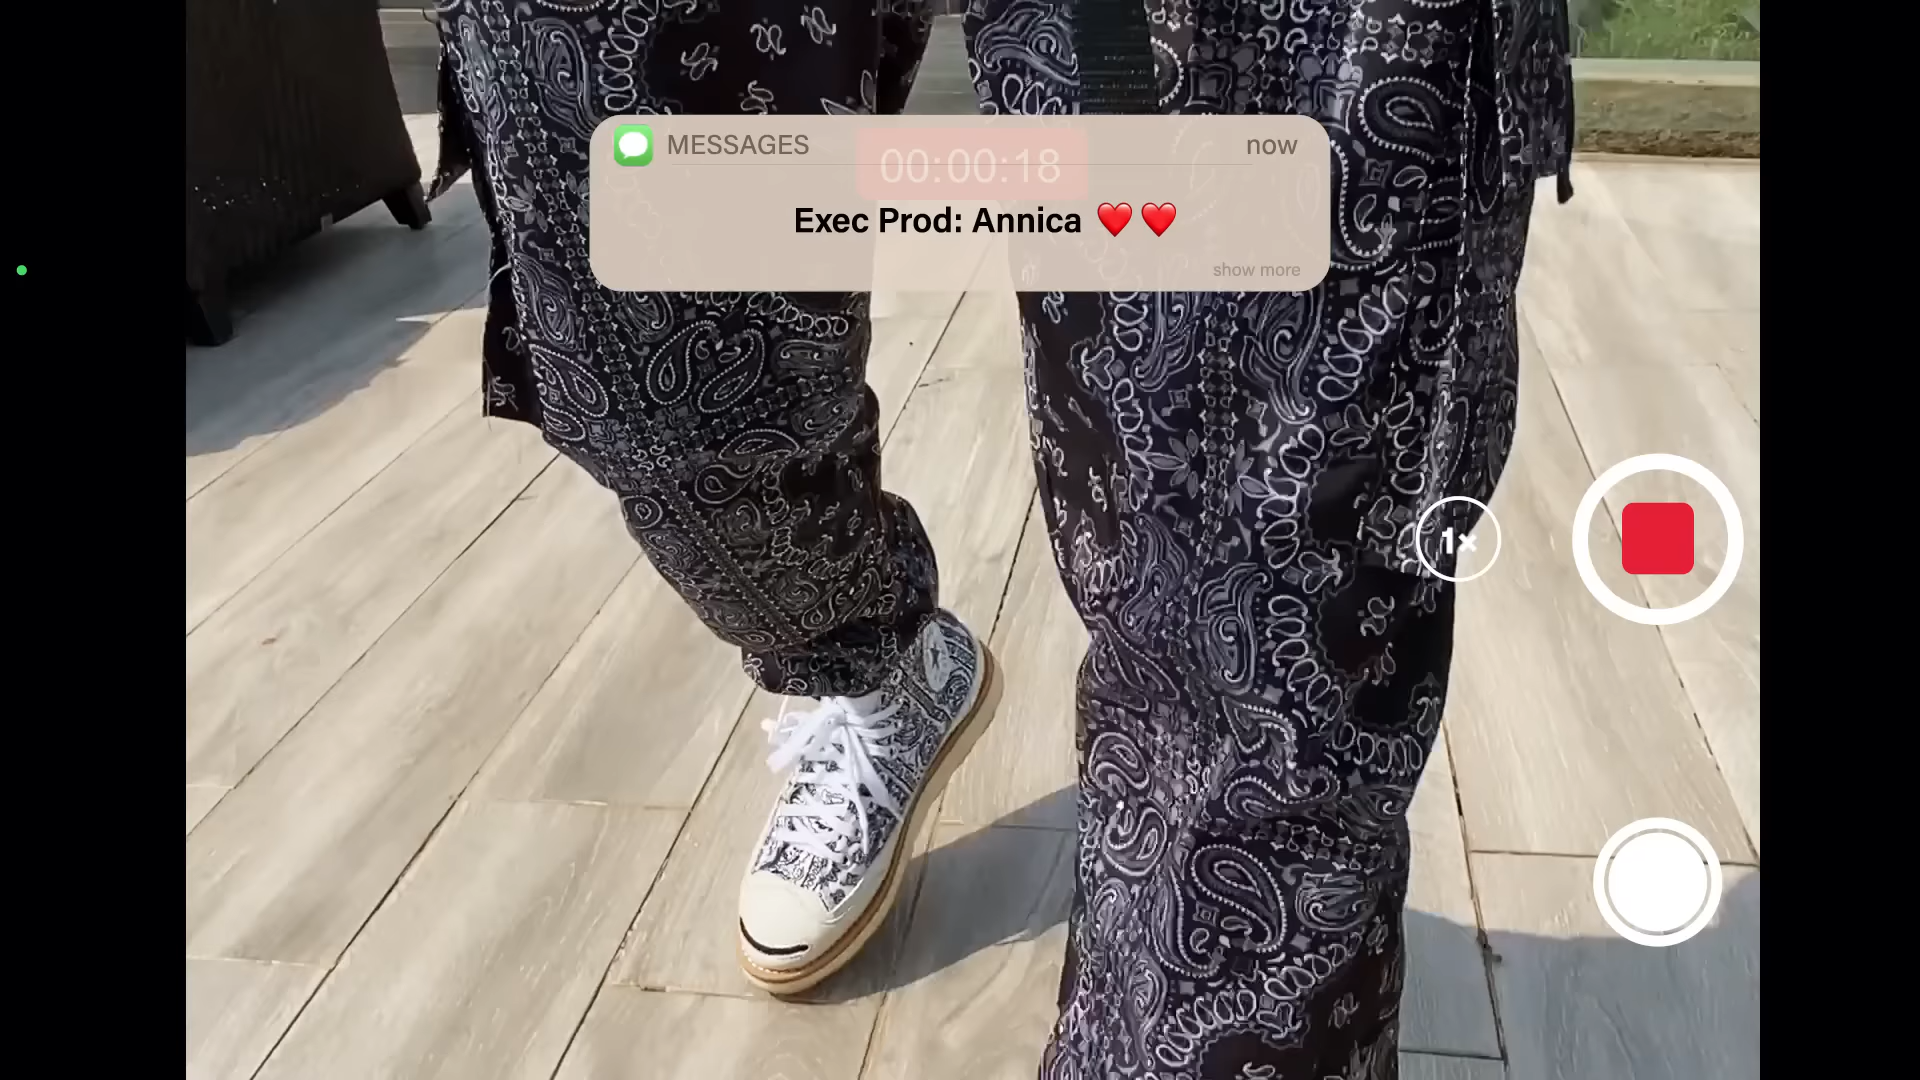 MESSAGES
now
00:00:18
Exec Prod: Annica ❤️❤️
show more
1×